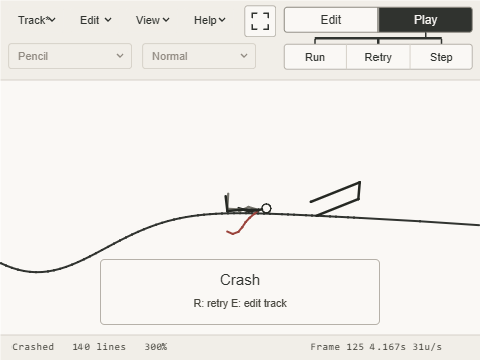 Track Edit View Help
Edit Play
Pencil Normal
Run Retry Step
Crash
R: retry E: edit track
Crashed 140 lines 300% Frame 125 4.167s 31u/s